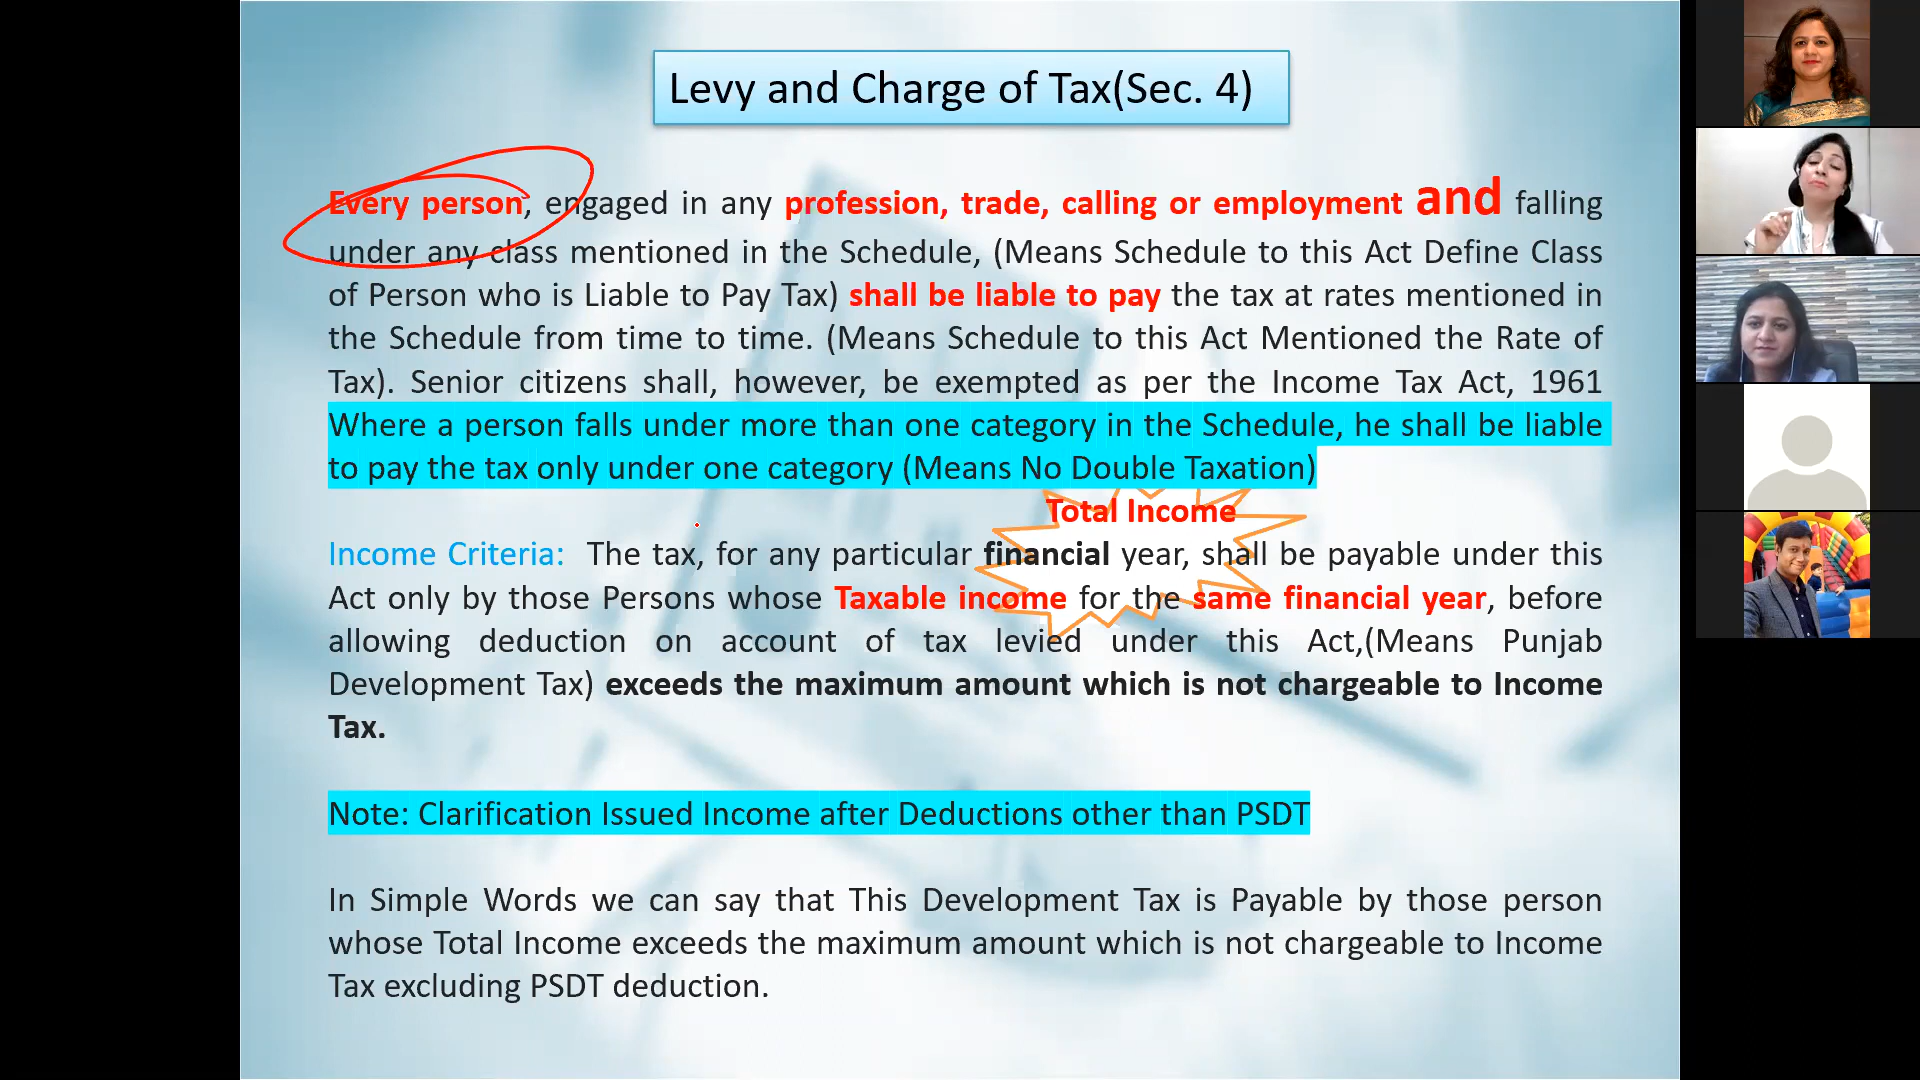 Levy and Charge of Tax(Sec. 4)
Every person, engaged in any profession, trade, calling or employment and falling
under any class mentioned in the Schedule, (Means Schedule to this Act Define Class
of Person who is Liable to Pay Tax) shall be liable to pay the tax at rates mentioned in
the Schedule from time to time. (Means Schedule to this Act Mentioned the Rate of
Tax). Senior citizens shall, however, be exempted as per the Income Tax Act, 1961
Where a person falls under more than one category in the Schedule, he shall be liable
to pay the tax only under one category (Means No Double Taxation)
Total Income
Income Criteria: The tax, for any particular financial year, shall be payable under this
Act only by those Persons whose Taxable income for the same financial year, before
allowing deduction on account of tax levied under this Act,(Means Punjab
Development Tax) exceeds the maximum amount which is not chargeable to Income
Tax.
Note: Clarification Issued Income after Deductions other than PSDT
In Simple Words we can say that This Development Tax is Payable by those person
whose Total Income exceeds the maximum amount which is not chargeable to Income
Tax excluding PSDT deduction.